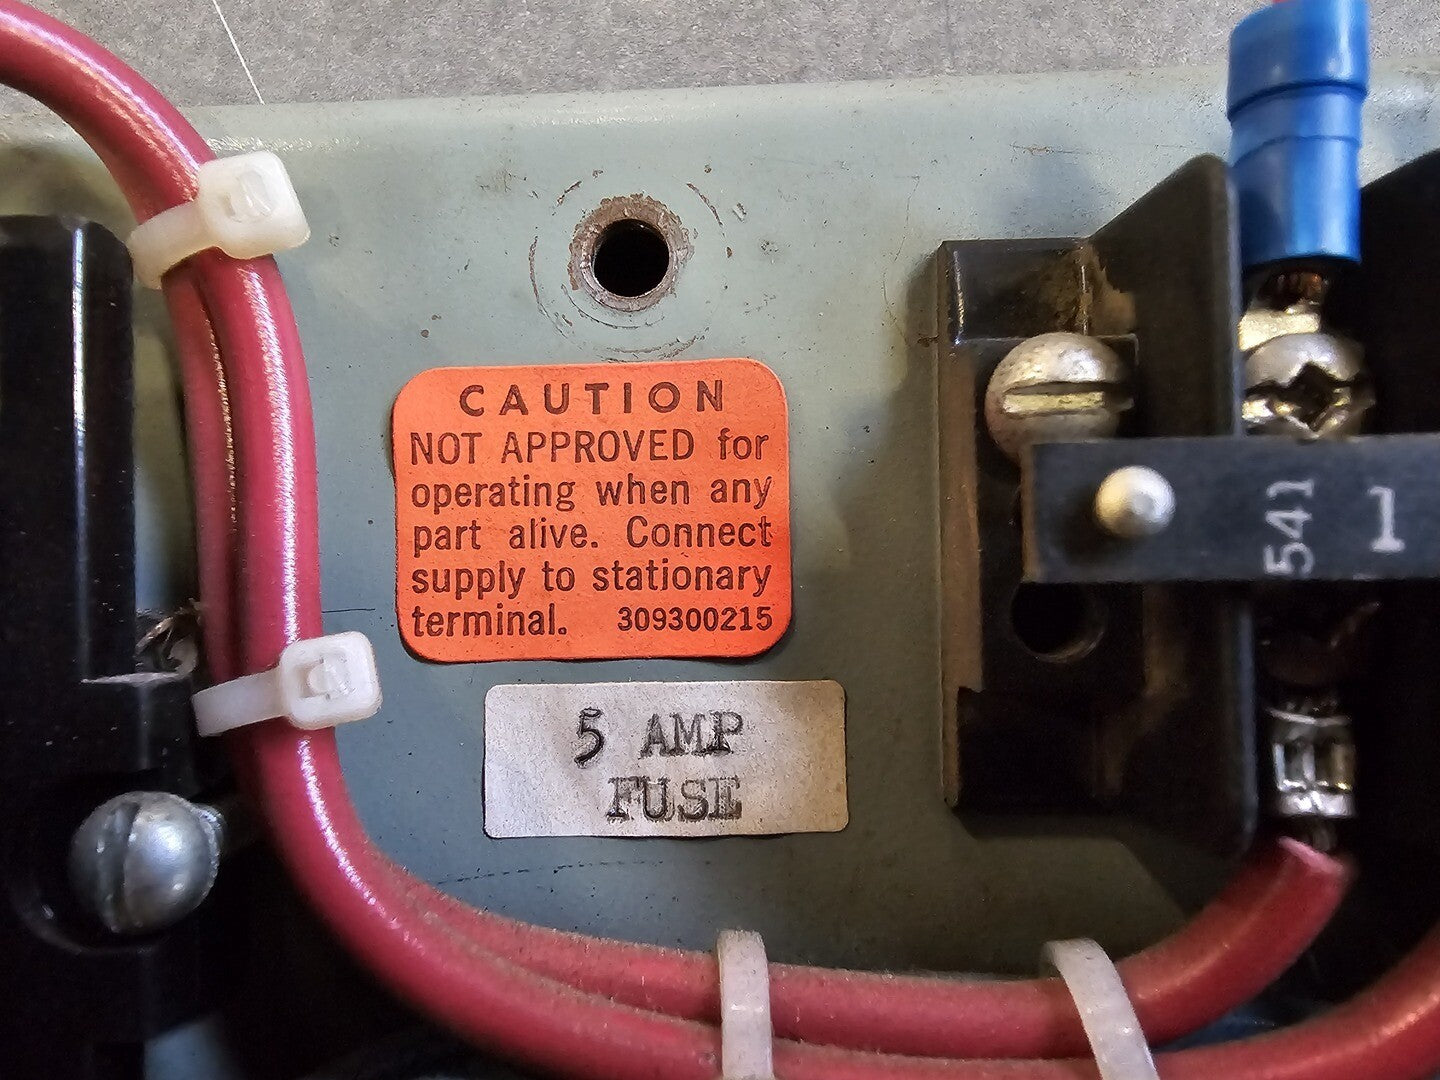 CAUTION
NOT APPROVED for
operating when any
part alive. Connect
supply to stationary
terminal. 309300215
5 AMP
FUSE
541
1